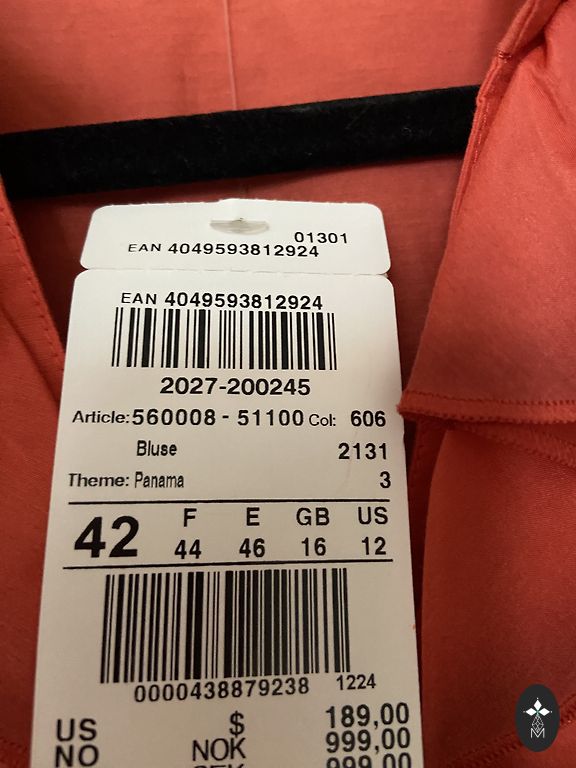 01301
EAN 4049593812924
EAN 4049593812924
2027-200245
Article: 560008 - 51100 Col: 606
Bluse 2131
Theme: Panama 3
42 F E GB US
44 46 16 12
0000438879238 1224
US $ 189,00
NO NOK 999,00
999,00
M